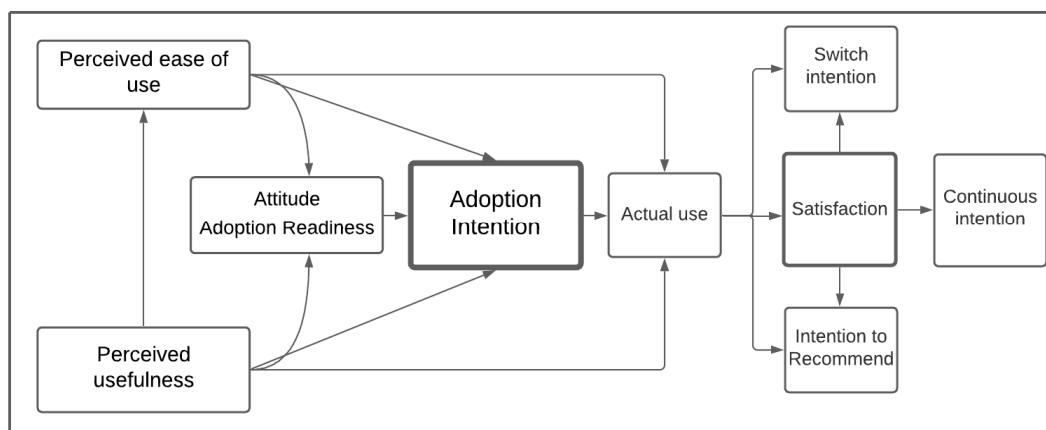 Perceived ease of
use
Switch
intention
Attitude
Adoption Readiness
Adoption
Intention
Actual use
Satisfaction
Continuous
intention
Perceived
usefulness
Intention to
Recommend